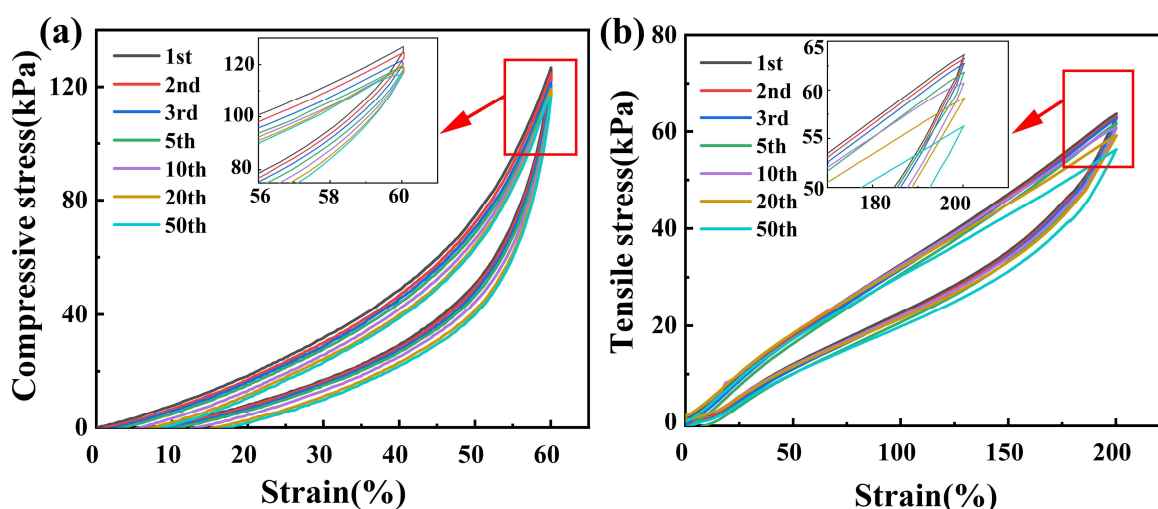 (a)
Compressive stress(kPa)
120
80
40
0
1st
2nd
3rd
5th
10th
20th
50th
120
100
80
56
58
60
0
10
20
30
40
50
60
Strain(%)
(b)
Tensile stress(kPa)
80
60
40
20
0
1st
2nd
3rd
5th
10th
20th
50th
65
60
55
50
180
200
0
50
100
150
200
Strain(%)